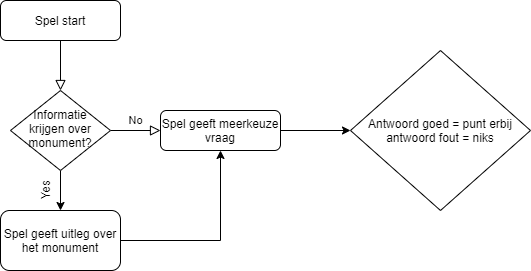 Spel start
Informatie
krijgen over
monument?
No
Spel geeft meerkeuze
vraag
Antwoord goed = punt erbij
antwoord fout = niks
Yes
Spel geeft uitleg over
het monument